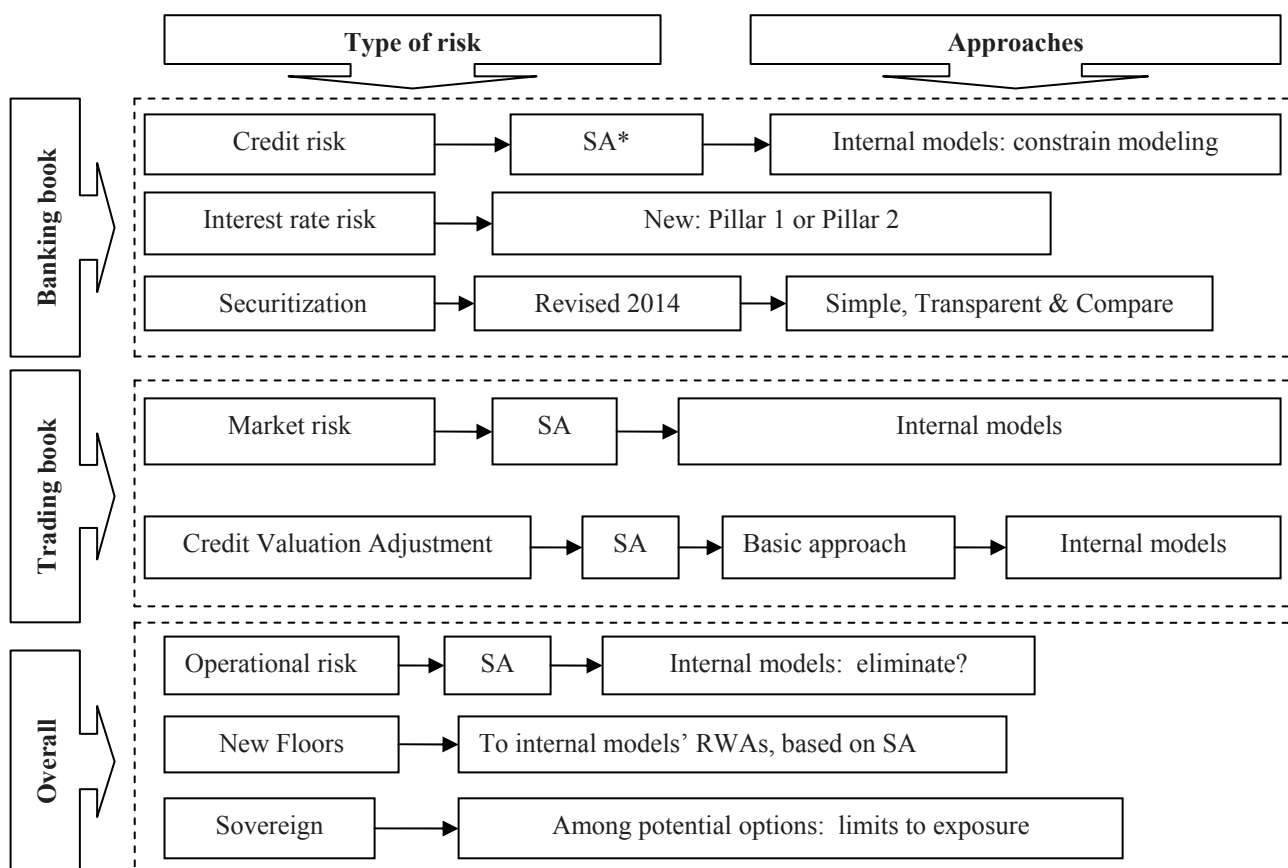 Type of risk
Approaches
Banking book
Credit risk
SA*
Internal models: constrain modeling
Interest rate risk
New: Pillar 1 or Pillar 2
Securitization
Revised 2014
Simple, Transparent & Compare
Trading book
Market risk
SA
Internal models
Credit Valuation Adjustment
SA
Basic approach
Internal models
Overall
Operational risk
SA
Internal models: eliminate?
New Floors
To internal models’ RWAs, based on SA
Sovereign
Among potential options: limits to exposure